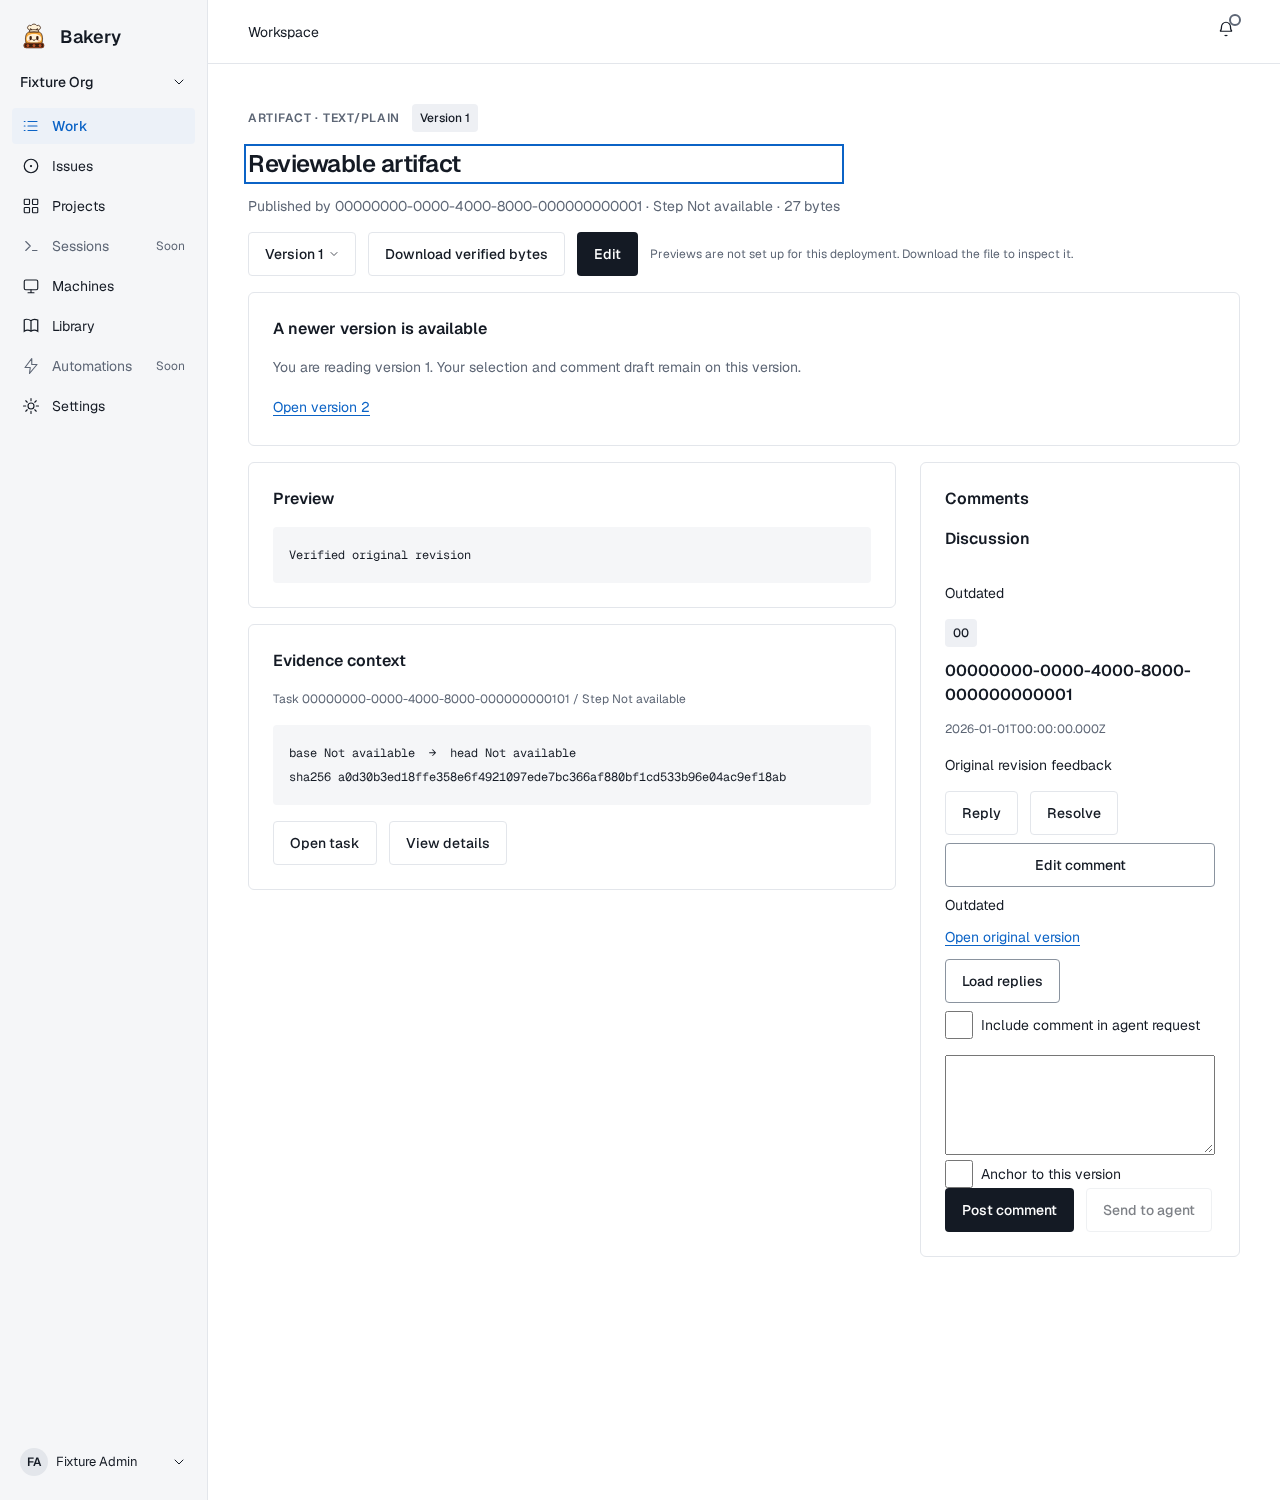 Bakery
Fixture Org
Work
Issues
Projects
Sessions Soon
Machines
Library
Automations Soon
Settings
FA Fixture Admin
Workspace
ARTIFACT · TEXT/PLAIN Version 1
Reviewable artifact
Published by 00000000-0000-4000-8000-000000000001 · Step Not available · 27 bytes
Version 1 Download verified bytes Edit Previews are not set up for this deployment. Download the file to inspect it.
A newer version is available
You are reading version 1. Your selection and comment draft remain on this version.
Open version 2
Preview
Verified original revision
Evidence context
Task 00000000-0000-4000-8000-000000000101 / Step Not available
base Not available → head Not available
sha256 a0d30b3ed18ffe358e6f4921097ede7bc366af880bf1cd533b96e04ac9ef18ab
Open task View details
Comments
Discussion
Outdated
00
00000000-0000-4000-8000-
000000000001
2026-01-01T00:00:00.000Z
Original revision feedback
Reply Resolve
Edit comment
Outdated
Open original version
Load replies
Include comment in agent request
Anchor to this version
Post comment Send to agent